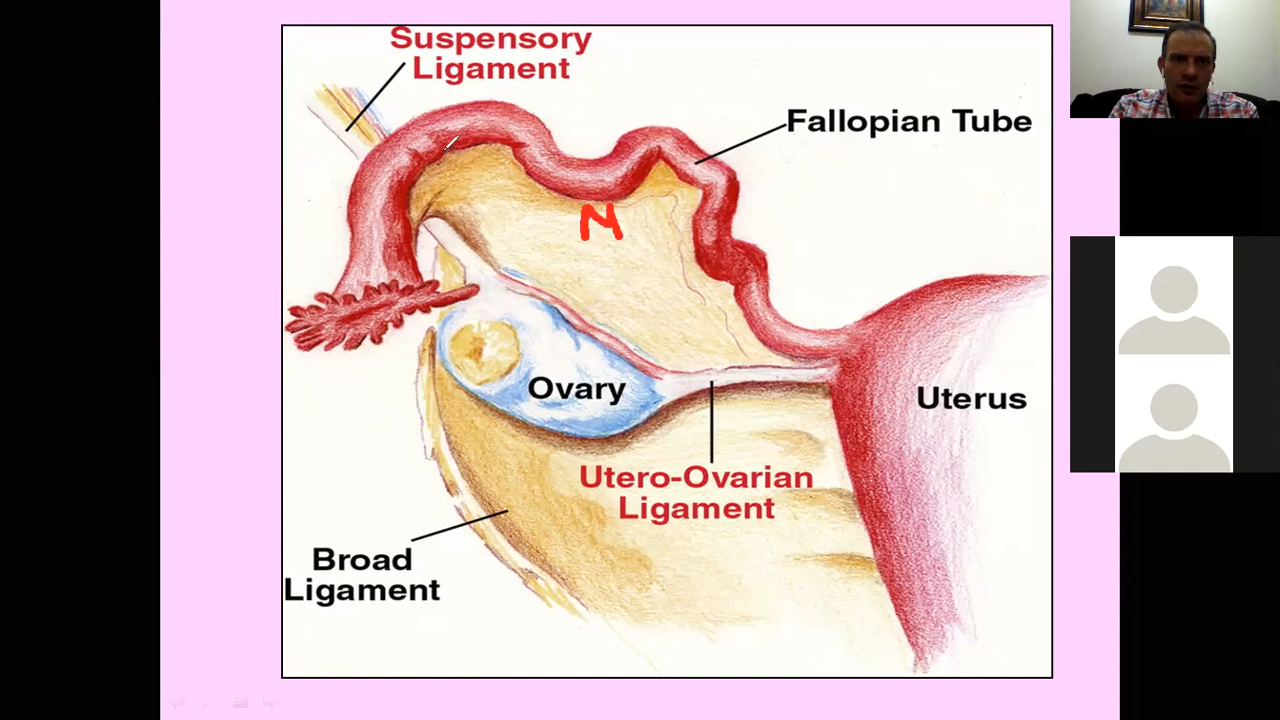 Suspensory
Ligament
Fallopian Tube
N
Ovary
Uterus
Utero-Ovarian
Ligament
Broad
Ligament